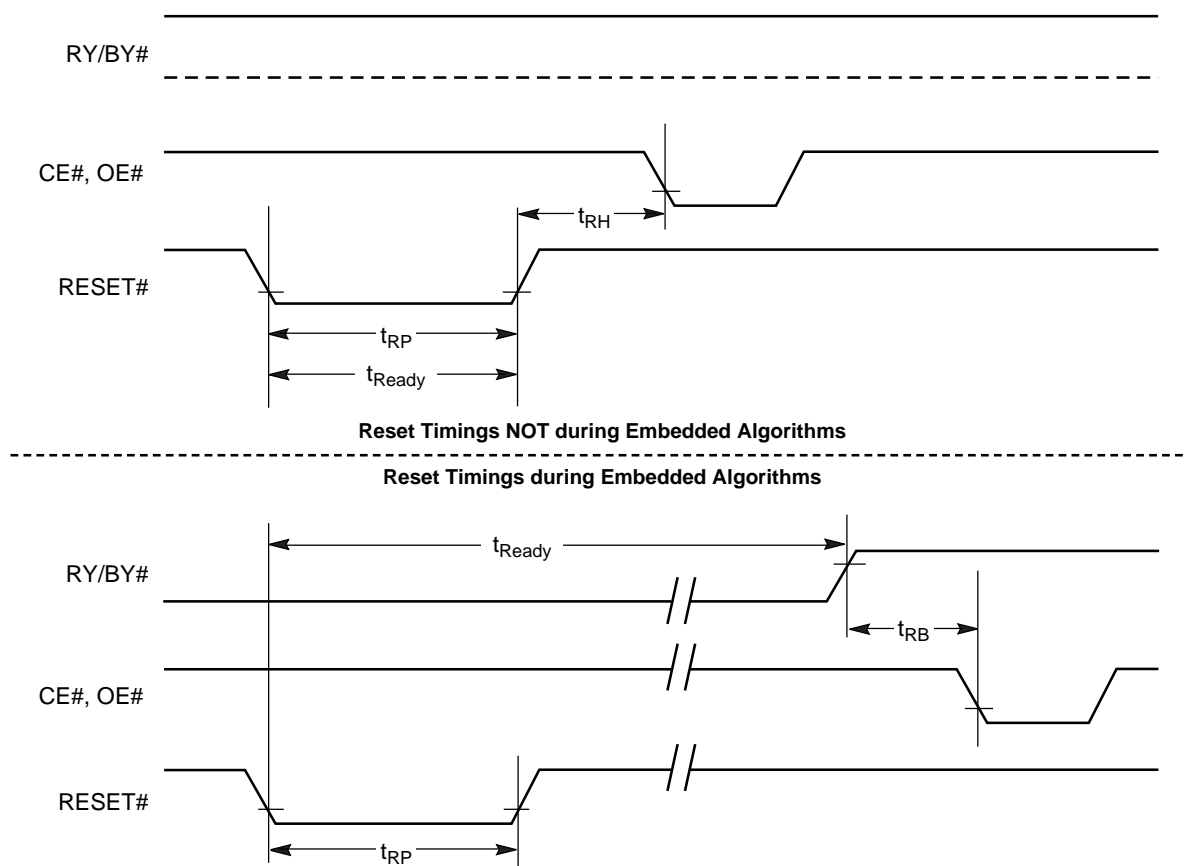 RY/BY#
CE#, OE#
tRH
RESET#
tRP
tReady
Reset Timings NOT during Embedded Algorithms
Reset Timings during Embedded Algorithms
tReady
RY/BY#
tRB
CE#, OE#
RESET#
tRP